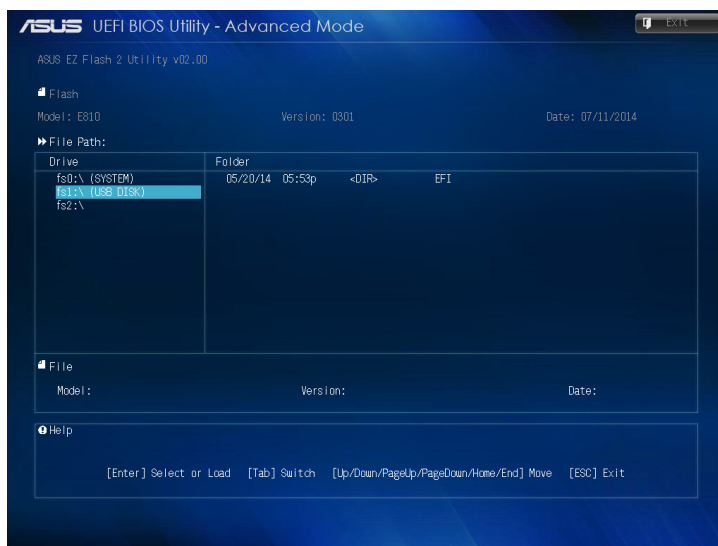 ASUS UEFI BIOS Utility - Advanced Mode
Exit
ASUS EZ Flash 2 Utility v02.00
Flash
Model: E810 Version: 0301 Date: 07/11/2014
File Path:
Drive Folder
fs0:\ (SYSTEM) 05/20/14 05:53p <DIR> EFI
fs1:\ (USB DISK)
fs2:\
File
Model: Version: Date:
Help
[Enter] Select or Load [Tab] Switch [Up/Down/PageUp/PageDown/Home/End] Move [ESC] Exit